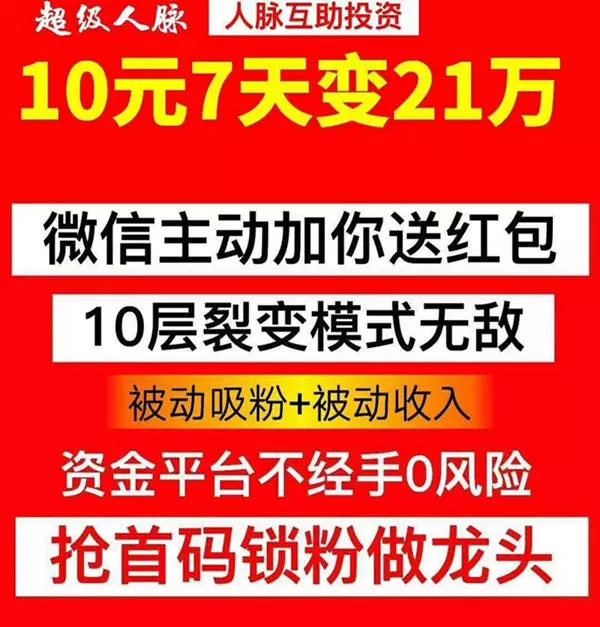 超级人脉 人脉互助投资
10元7天变21万
微信主动加你送红包
10层裂变模式无敌
被动吸粉+被动收入
资金平台不经手0风险
抢首码锁粉做龙头